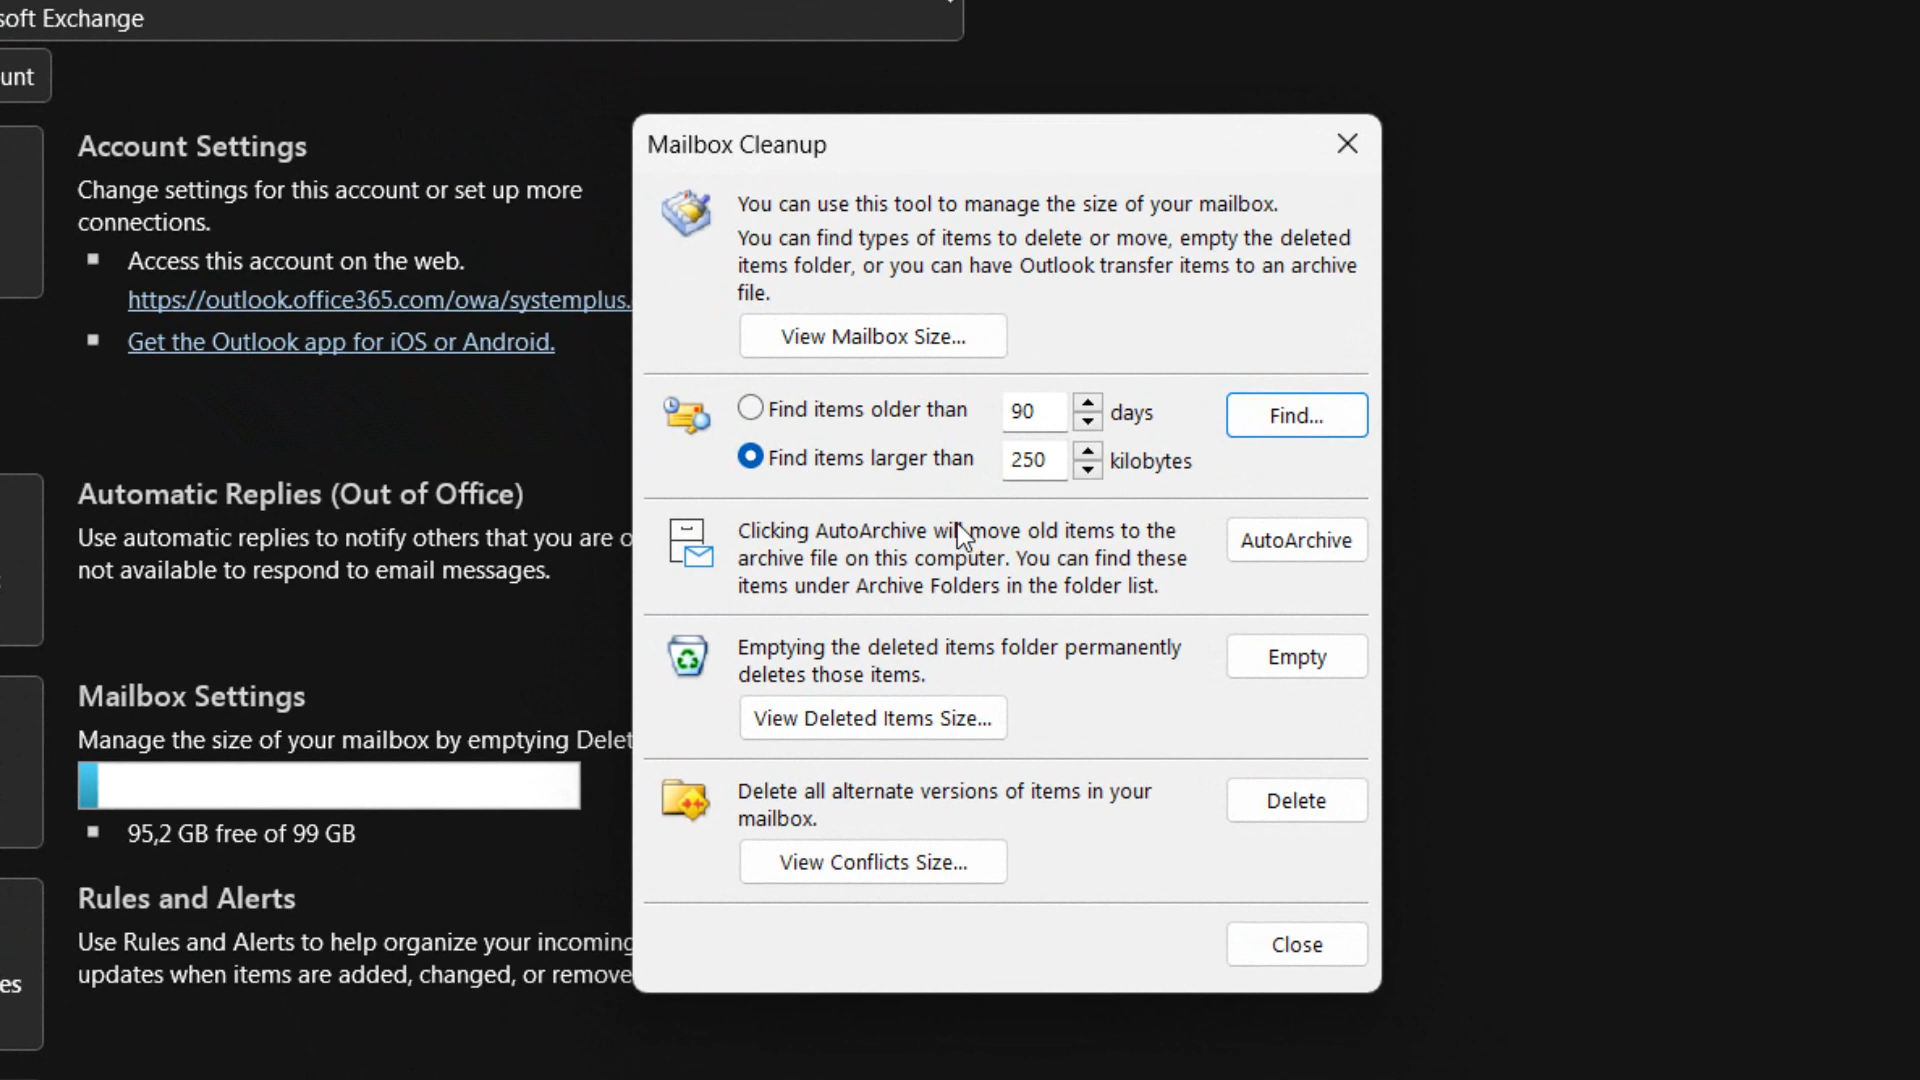 soft Exchange
unt
Account Settings
Change settings for this account or set up more
connections.
Access this account on the web.
https://outlook.office365.com/owa/systemplus.
Get the Outlook app for iOS or Android.
Automatic Replies (Out of Office)
Use automatic replies to notify others that you are o
not available to respond to email messages.
Mailbox Settings
Manage the size of your mailbox by emptying Delet
95,2 GB free of 99 GB
Rules and Alerts
Use Rules and Alerts to help organize your incoming
updates when items are added, changed, or remove
es
Mailbox Cleanup
You can use this tool to manage the size of your mailbox.
You can find types of items to delete or move, empty the deleted
items folder, or you can have Outlook transfer items to an archive
file.
View Mailbox Size...
Find items older than 90 days
Find...
Find items larger than 250 kilobytes
Clicking AutoArchive will move old items to the
archive file on this computer. You can find these
items under Archive Folders in the folder list.
AutoArchive
Emptying the deleted items folder permanently
deletes those items.
Empty
View Deleted Items Size...
Delete all alternate versions of items in your
mailbox.
Delete
View Conflicts Size...
Close